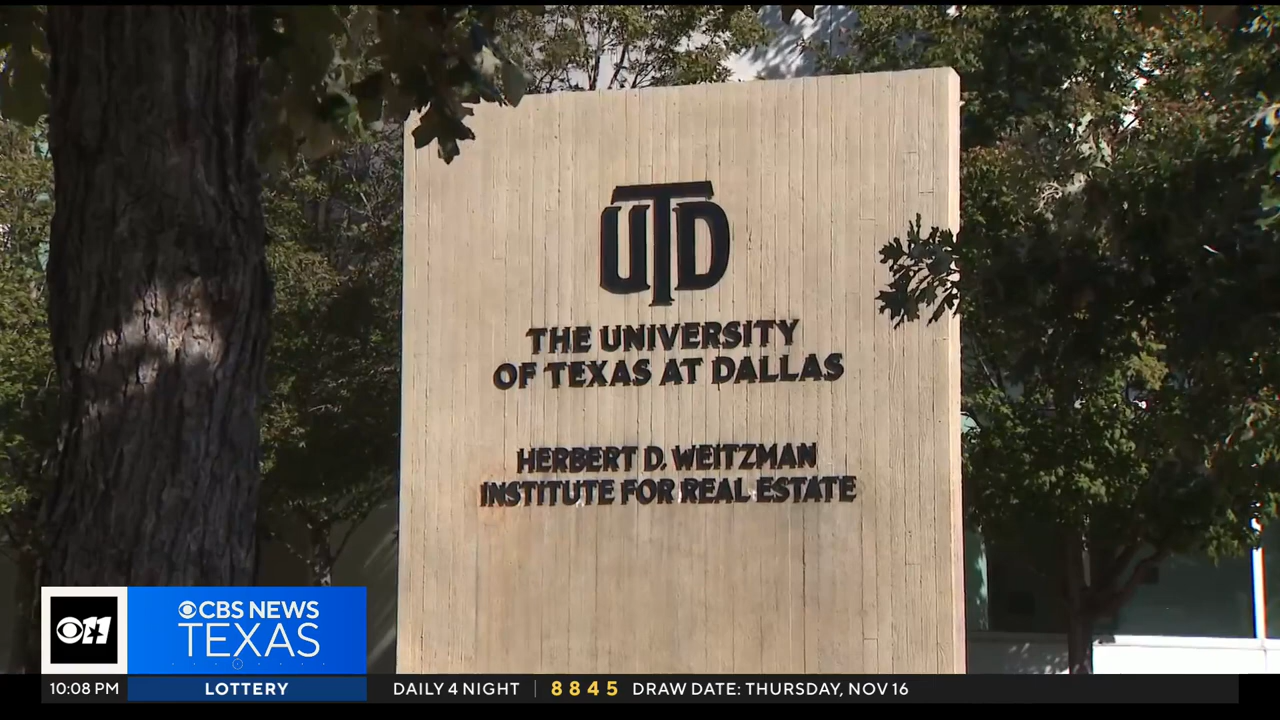 UTD
THE UNIVERSITY
OF TEXAS AT DALLAS
HERBERT D. WEITZMAN
INSTITUTE FOR REAL ESTATE
11
CBS NEWS
TEXAS
10:08 PM LOTTERY DAILY 4 NIGHT 8845 DRAW DATE: THURSDAY, NOV 16